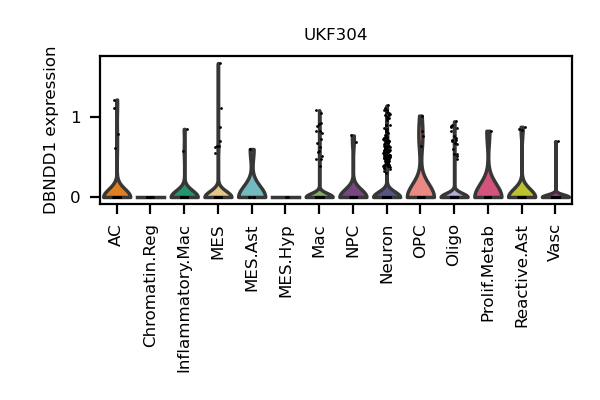 UKF304
DBNDD1 expression
1
0
AC
Chromatin.Reg
Inflammatory.Mac
MES
MES.Ast
MES.Hyp
Mac
NPC
Neuron
OPC
Oligo
Prolif.Metab
Reactive.Ast
Vasc